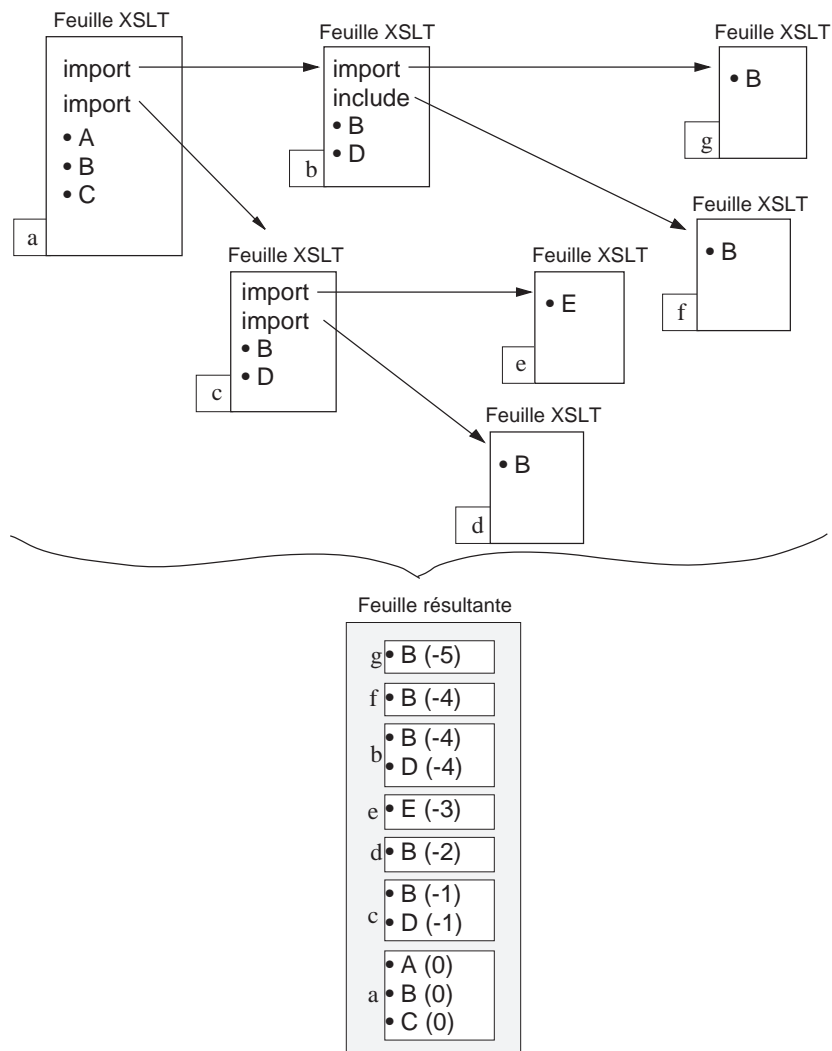 Feuille XSLT
import
import
• A
• B
• C
a
Feuille XSLT
import
include
• B
• D
b
Feuille XSLT
• B
g
Feuille XSLT
• B
f
Feuille XSLT
import
import
• B
• D
c
Feuille XSLT
• E
e
Feuille XSLT
• B
d
Feuille résultante
g • B (-5)
f • B (-4)
b
• B (-4)
• D (-4)
e • E (-3)
d • B (-2)
c
• B (-1)
• D (-1)
a
• A (0)
• B (0)
• C (0)